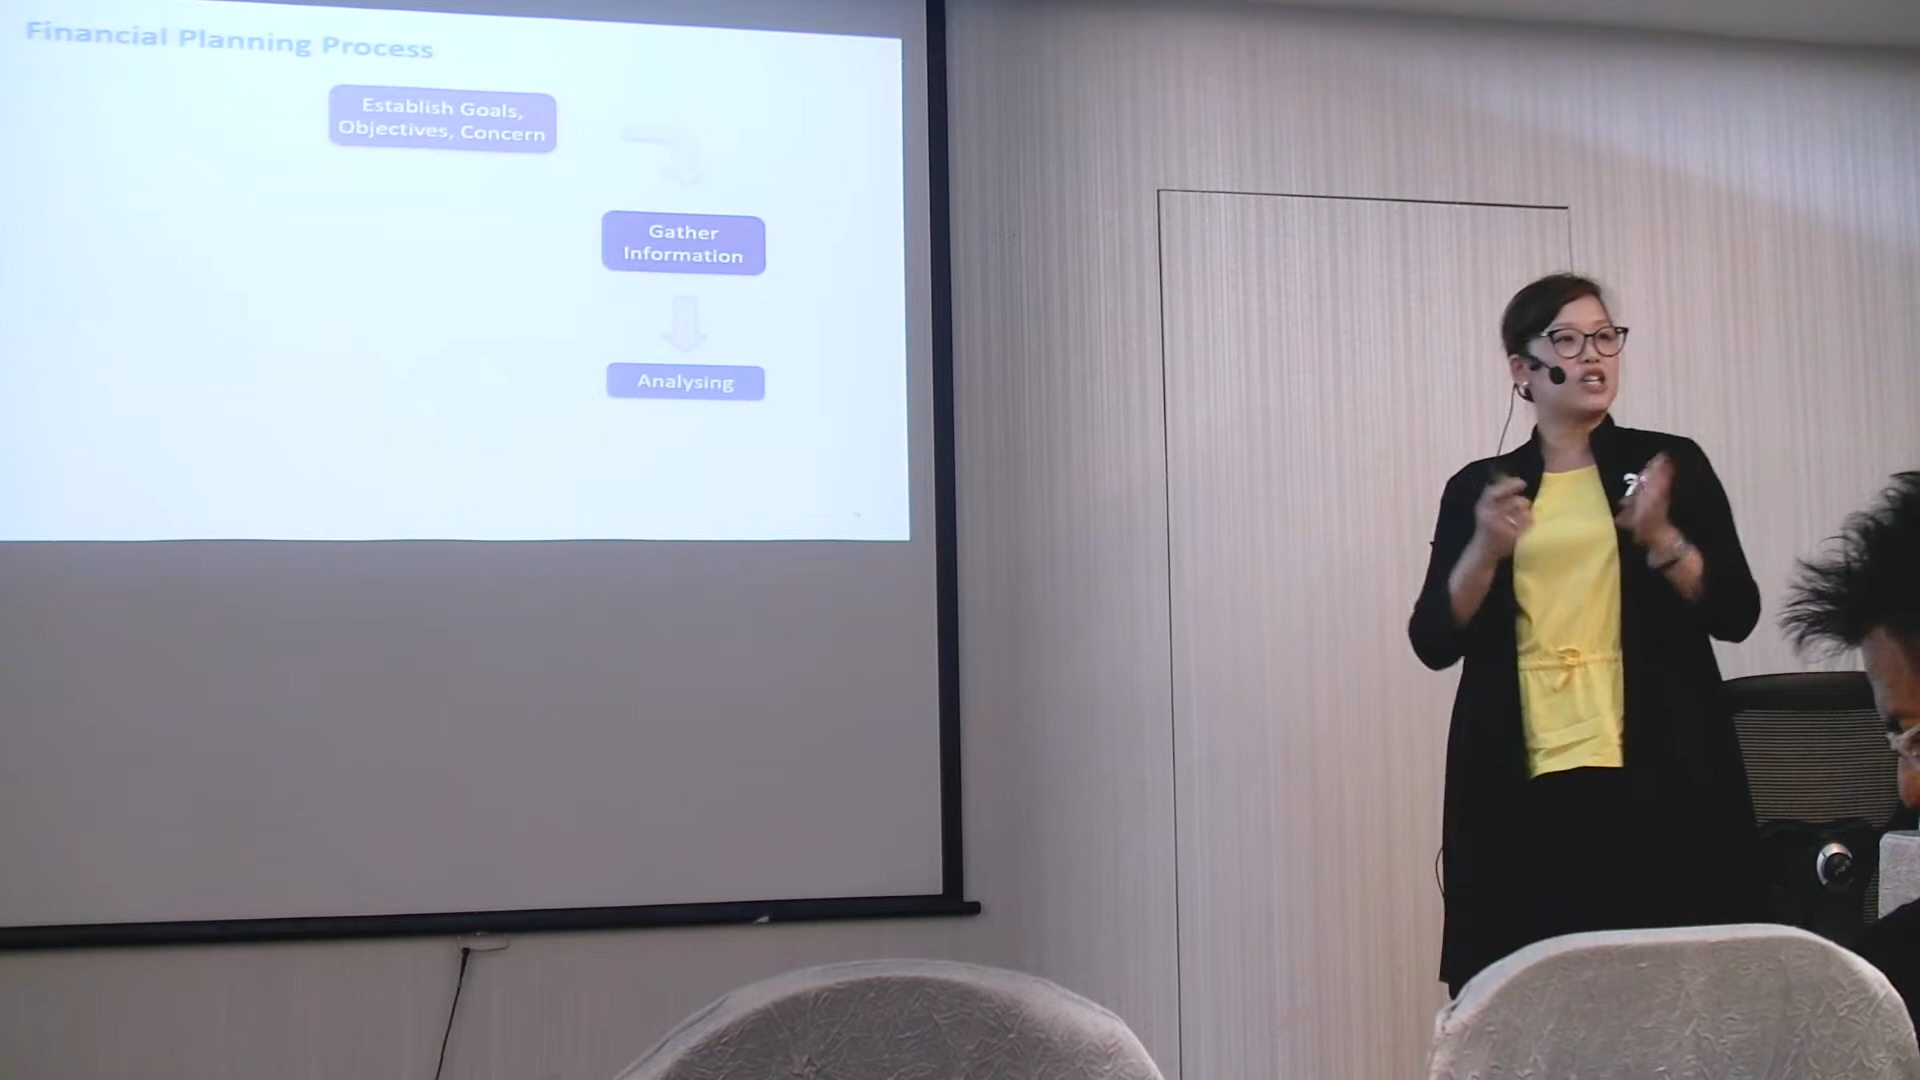 Financial Planning Process
Establish Goals,
Objectives, Concern
Gather
Information
Analysing